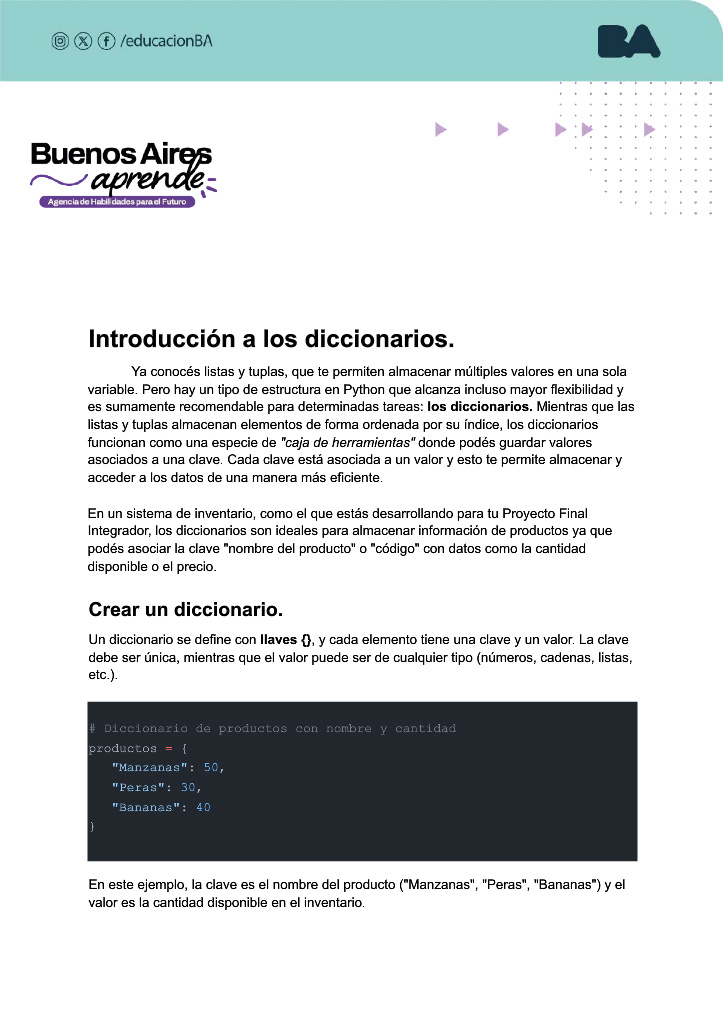 /educacionBA
BA
Buenos Aires
aprende
Agencia de Habilidades para el Futuro
Introducción a los diccionarios.
Ya conocés listas y tuplas, que te permiten almacenar múltiples valores en una sola
variable. Pero hay un tipo de estructura en Python que alcanza incluso mayor flexibilidad y
es sumamente recomendable para determinadas tareas: los diccionarios. Mientras que las
listas y tuplas almacenan elementos de forma ordenada por su índice, los diccionarios
funcionan como una especie de "caja de herramientas" donde podés guardar valores
asociados a una clave. Cada clave está asociada a un valor y esto te permite almacenar y
acceder a los datos de una manera más eficiente.
En un sistema de inventario, como el que estás desarrollando para tu Proyecto Final
Integrador, los diccionarios son ideales para almacenar información de productos ya que
podés asociar la clave "nombre del producto" o "código" con datos como la cantidad
disponible o el precio.
Crear un diccionario.
Un diccionario se define con llaves {}, y cada elemento tiene una clave y un valor. La clave
debe ser única, mientras que el valor puede ser de cualquier tipo (números, cadenas, listas,
etc.).
# Diccionario de productos con nombre y cantidad
productos = {
"Manzanas": 50,
"Peras": 30,
"Bananas": 40
}
En este ejemplo, la clave es el nombre del producto ("Manzanas", "Peras", "Bananas") y el
valor es la cantidad disponible en el inventario.